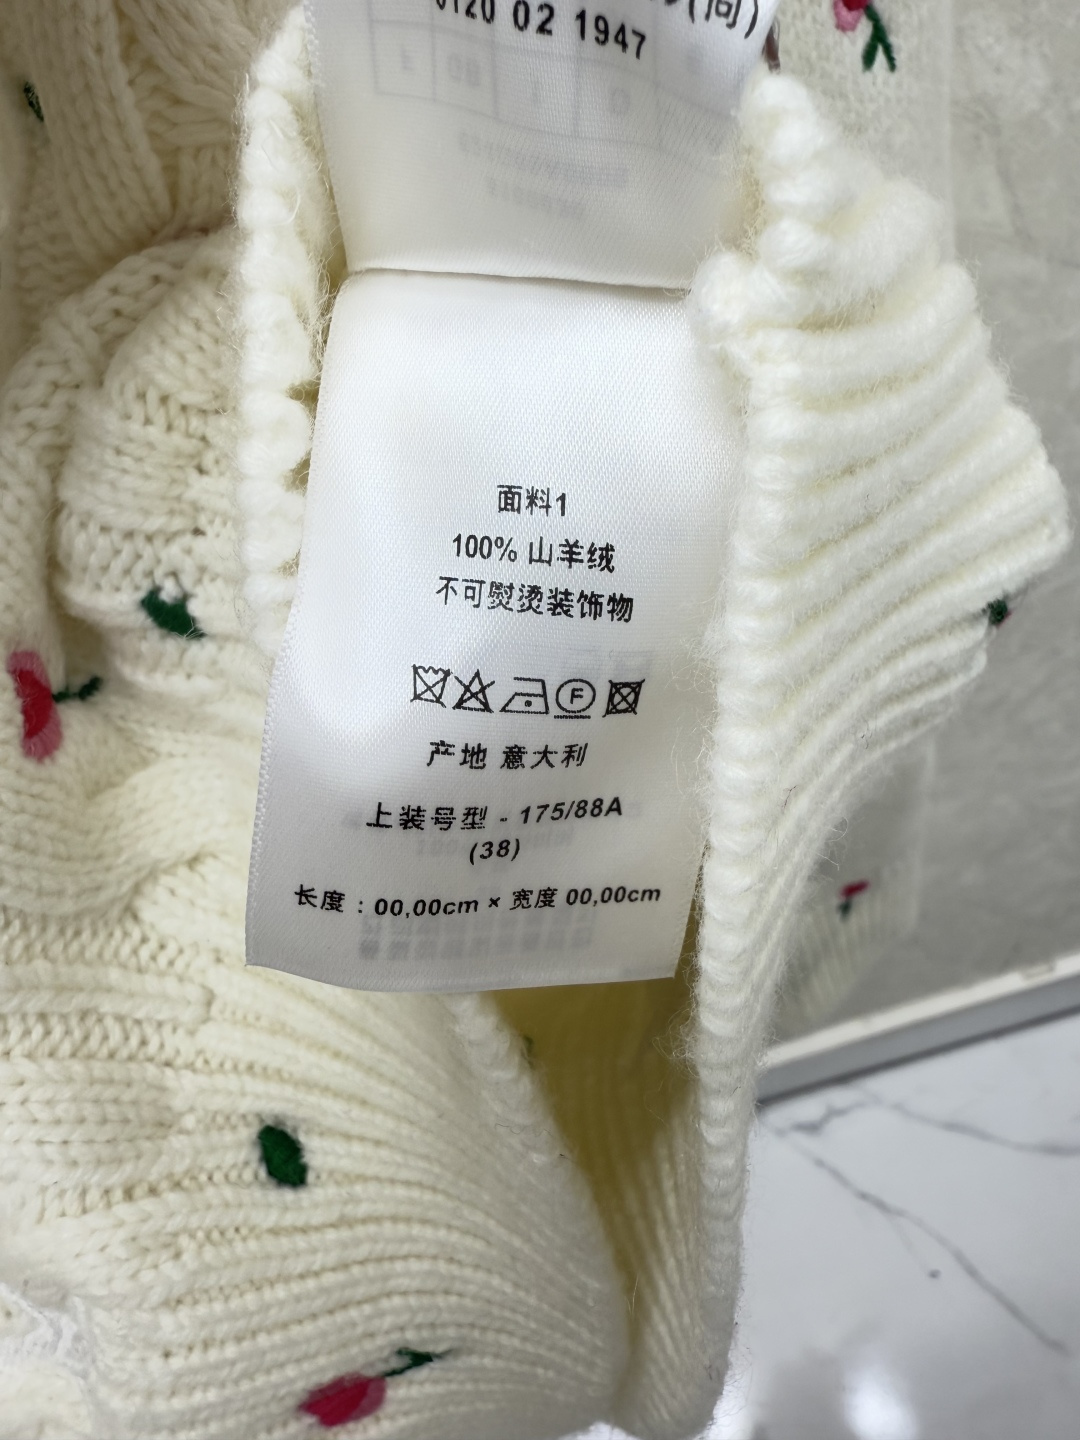 0120 02 1947
面料1
100% 山羊绒
不可熨烫装饰物
F
产地 意大利
上装号型 - 175/88A
(38)
长度 : 00,00cm × 宽度 00,00cm